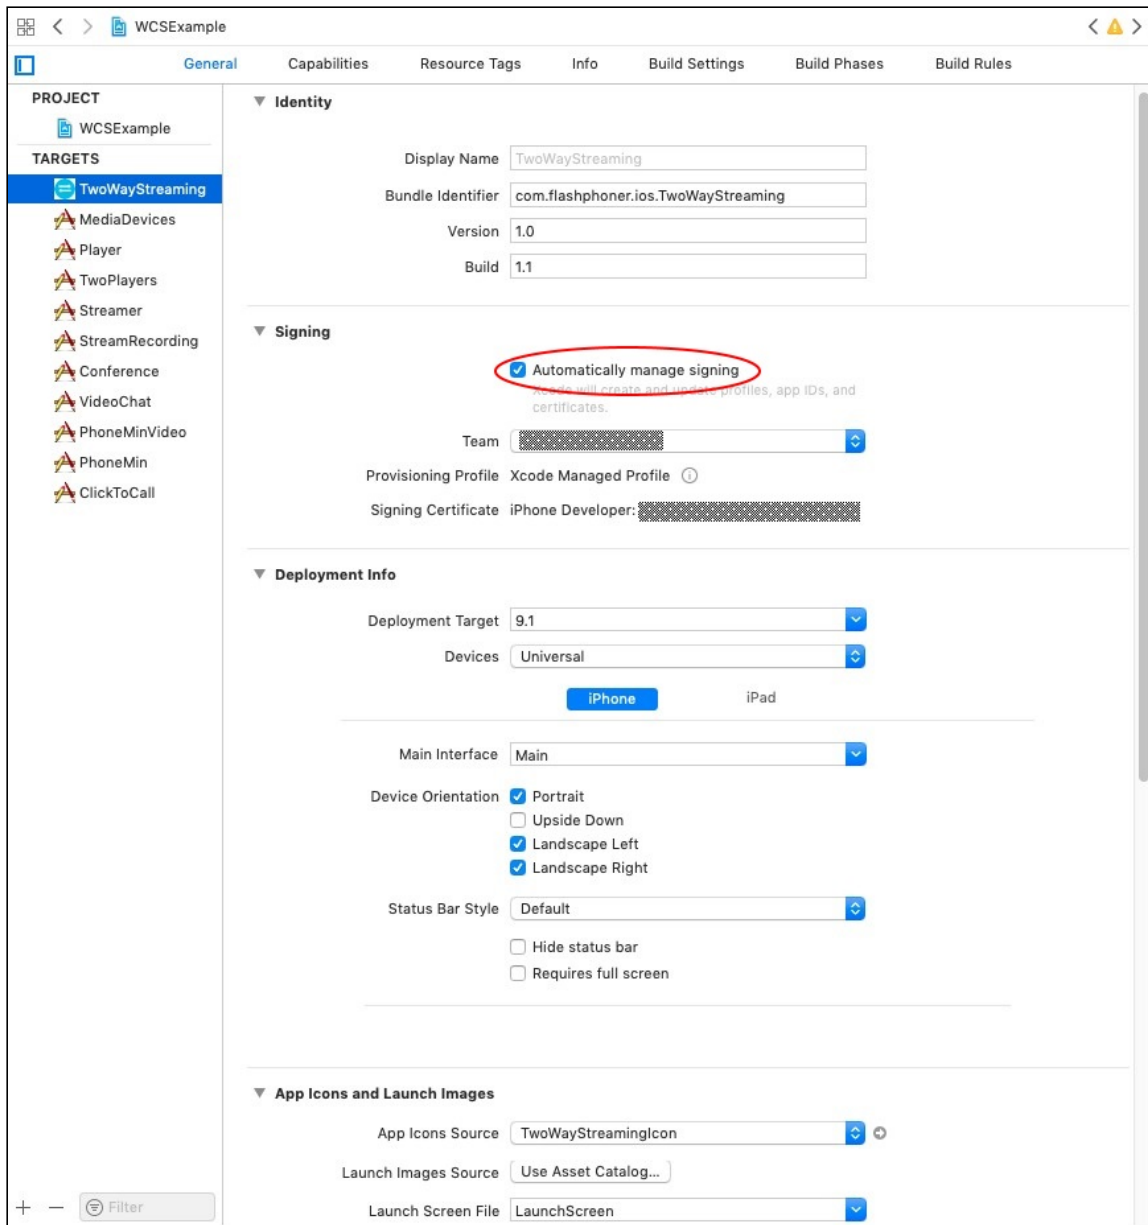 WCSExample
General Capabilities Resource Tags Info Build Settings Build Phases Build Rules
PROJECT
WCSExample
TARGETS
TwoWayStreaming
MediaDevices
Player
TwoPlayers
Streamer
StreamRecording
Conference
VideoChat
PhoneMinVideo
PhoneMin
ClickToCall
Filter
Identity
Display Name TwoWayStreaming
Bundle Identifier com.flashphoner.ios.TwoWayStreaming
Version 1.0
Build 1.1
Signing
Automatically manage signing
Xcode will create and update profiles, app IDs, and
certificates.
Team
Provisioning Profile Xcode Managed Profile
Signing Certificate iPhone Developer:
Deployment Info
Deployment Target 9.1
Devices Universal
iPhone iPad
Main Interface Main
Device Orientation Portrait
Upside Down
Landscape Left
Landscape Right
Status Bar Style Default
Hide status bar
Requires full screen
App Icons and Launch Images
App Icons Source TwoWayStreamingIcon
Launch Images Source Use Asset Catalog...
Launch Screen File LaunchScreen